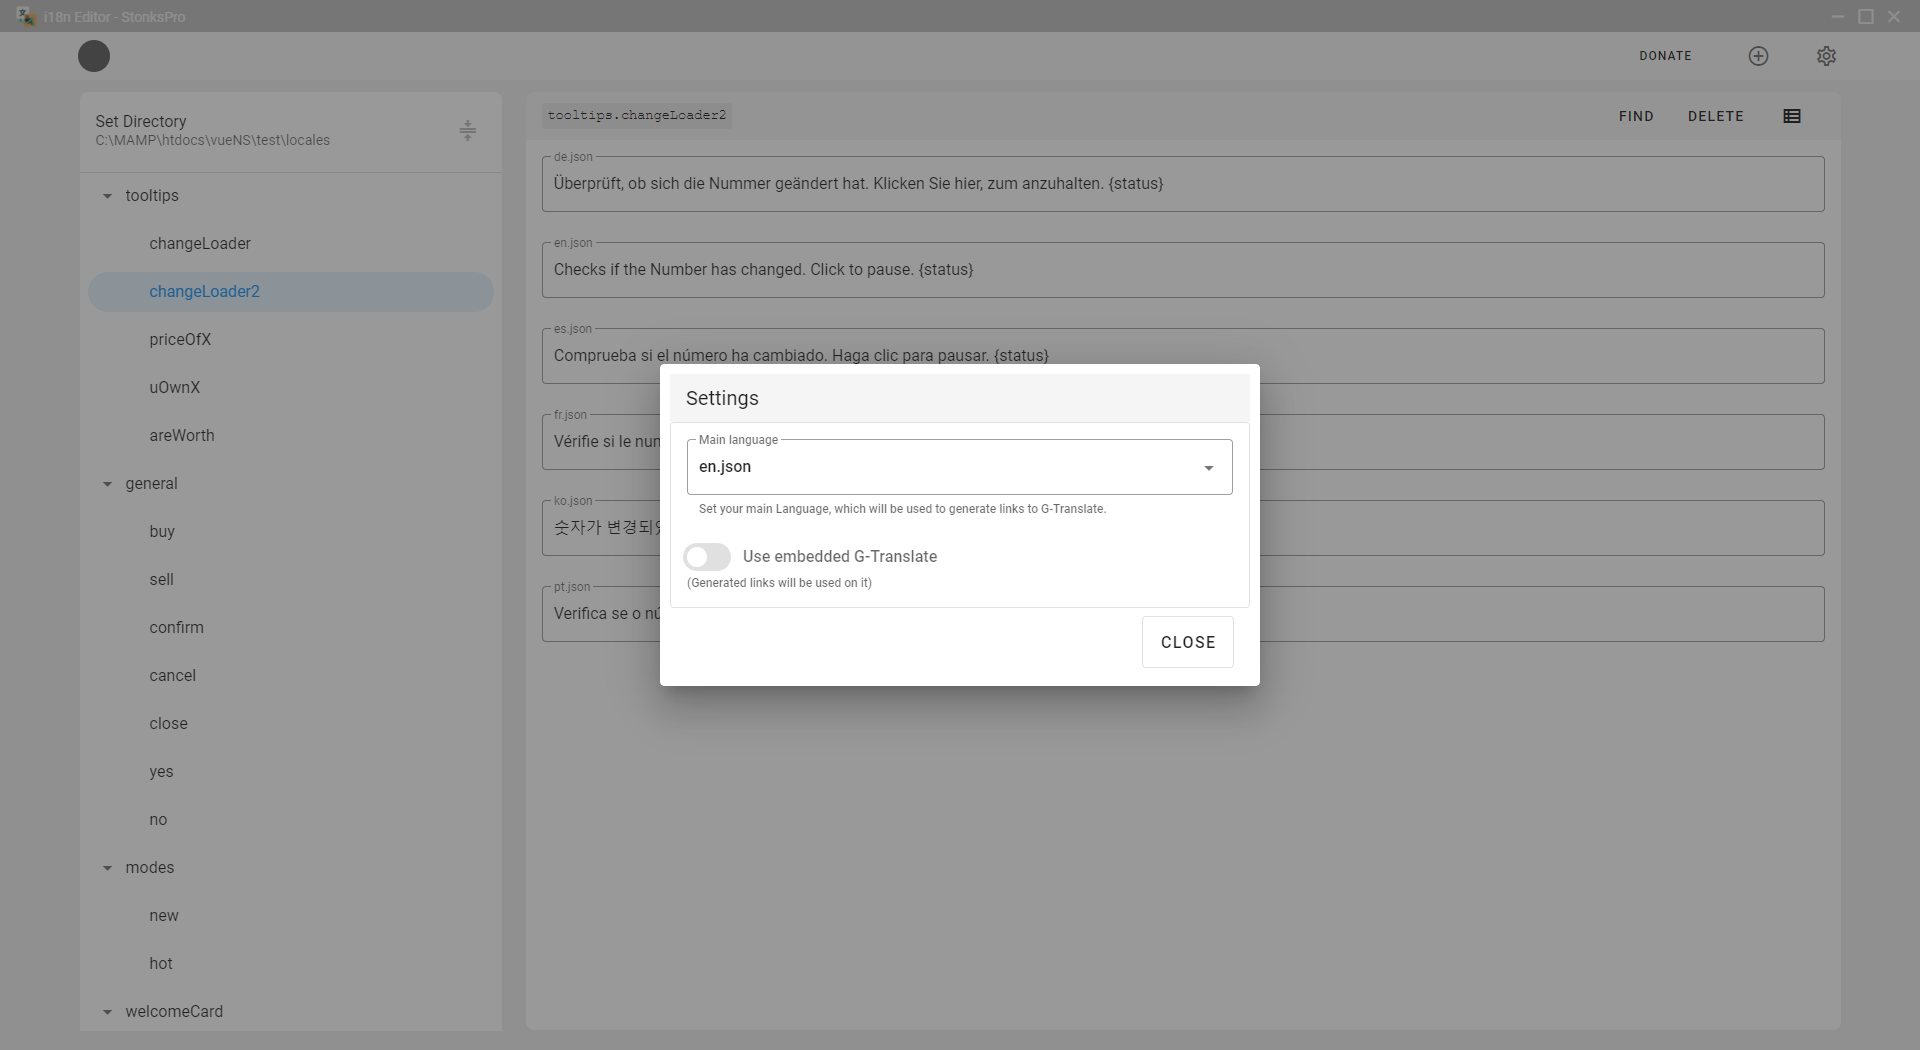 i18n Editor - StonksPro
DONATE
Set Directory
C:\MAMP\htdocs\vueNS\test\locales
tooltips
changeLoader
changeLoader2
priceOfX
uOwnX
areWorth
general
buy
sell
confirm
cancel
close
yes
no
modes
new
hot
welcomeCard
tooltips.changeLoader2
FIND
DELETE
de.json
Überprüft, ob sich die Nummer geändert hat. Klicken Sie hier, zum anzuhalten. {status}
en.json
Checks if the Number has changed. Click to pause. {status}
es.json
Comprueba si el número ha cambiado. Haga clic para pausar. {status}
fr.json
Vérifie si le
ko.json
숫자가
pt.json
Verifica se o
Settings
Main language
en.json
Set your main Language, which will be used to generate links to G-Translate.
Use embedded G-Translate
(Generated links will be used on it)
CLOSE